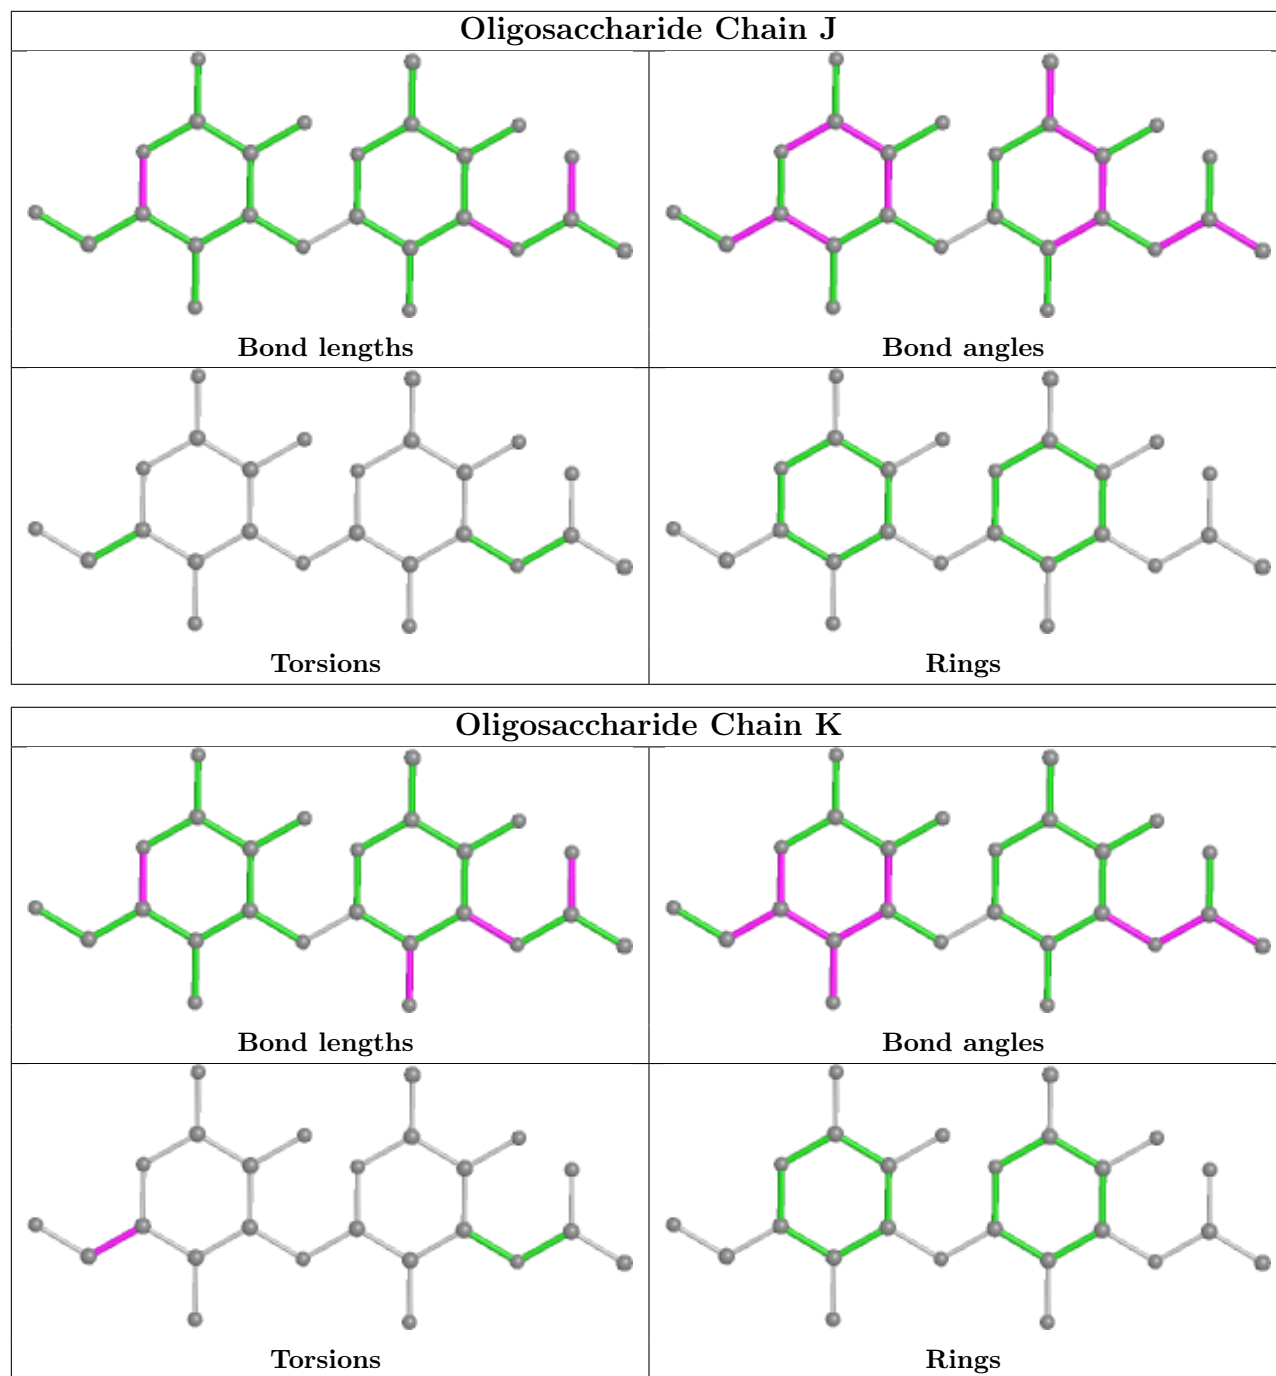 Oligosaccharide Chain J
Bond lengths
Bond angles
Torsions
Rings
Oligosaccharide Chain K
Bond lengths
Bond angles
Torsions
Rings